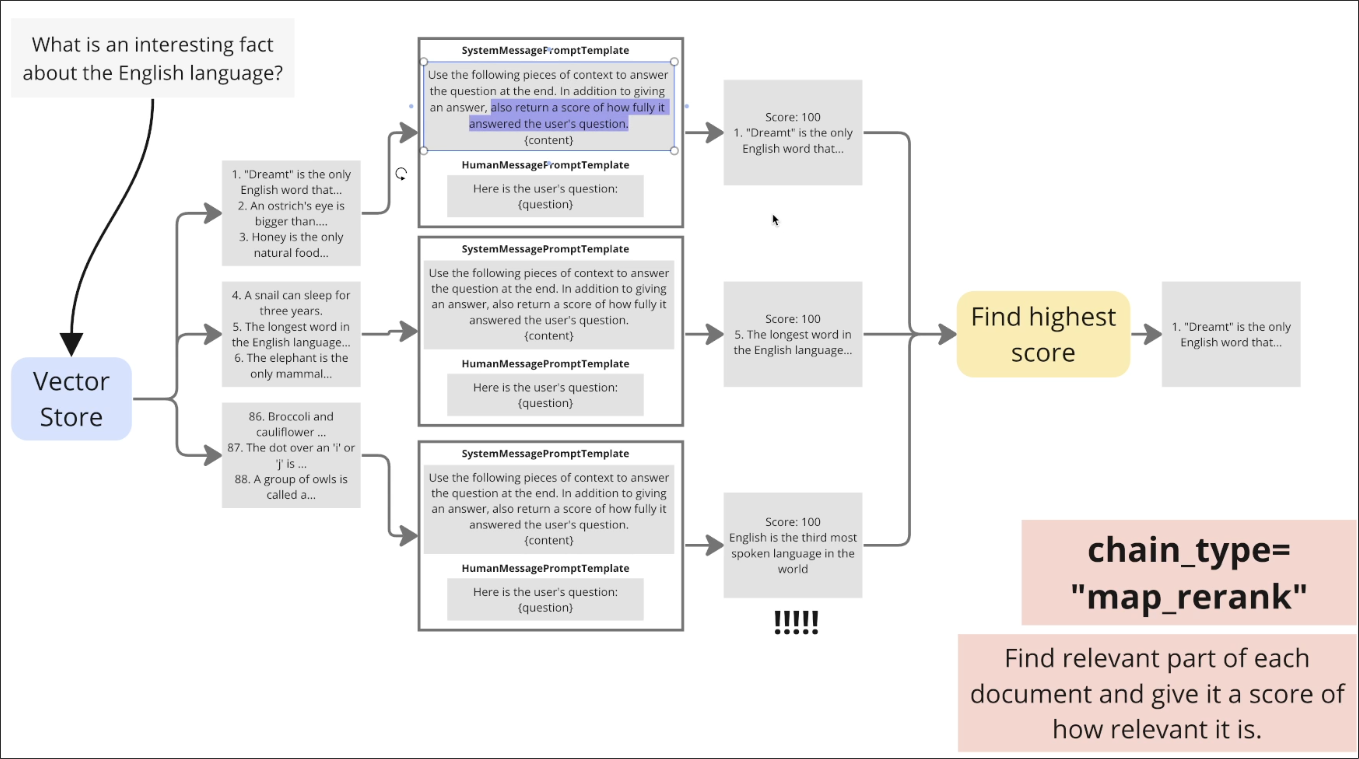 What is an interesting fact
about the English language?
Vector
Store
1. "Dreamt" is the only
English word that...
2. An ostrich's eye is
bigger than....
3. Honey is the only
natural food...
4. A snail can sleep for
three years.
5. The longest word in
the English language...
6. The elephant is the
only mammal...
86. Broccoli and
cauliflower ...
87. The dot over an 'i' or
'j' is ...
88. A group of owls is
called a...
SystemMessagePromptTemplate
Use the following pieces of context to answer
the question at the end. In addition to giving
an answer, also return a score of how fully it
answered the user's question.
{content}
HumanMessagePromptTemplate
Here is the user's question:
{question}
SystemMessagePromptTemplate
Use the following pieces of context to answer
the question at the end. In addition to giving
an answer, also return a score of how fully it
answered the user's question.
{content}
HumanMessagePromptTemplate
Here is the user's question:
{question}
SystemMessagePromptTemplate
Use the following pieces of context to answer
the question at the end. In addition to giving
an answer, also return a score of how fully it
answered the user's question.
{content}
HumanMessagePromptTemplate
Here is the user's question:
{question}
Score: 100
1. "Dreamt" is the only
English word that...
Score: 100
5. The longest word in
the English language...
Score: 100
English is the third most
spoken language in the
world
!!!!!
Find highest
score
1. "Dreamt" is the only
English word that...
chain_type=
"map_rerank"
Find relevant part of each
document and give it a score of
how relevant it is.